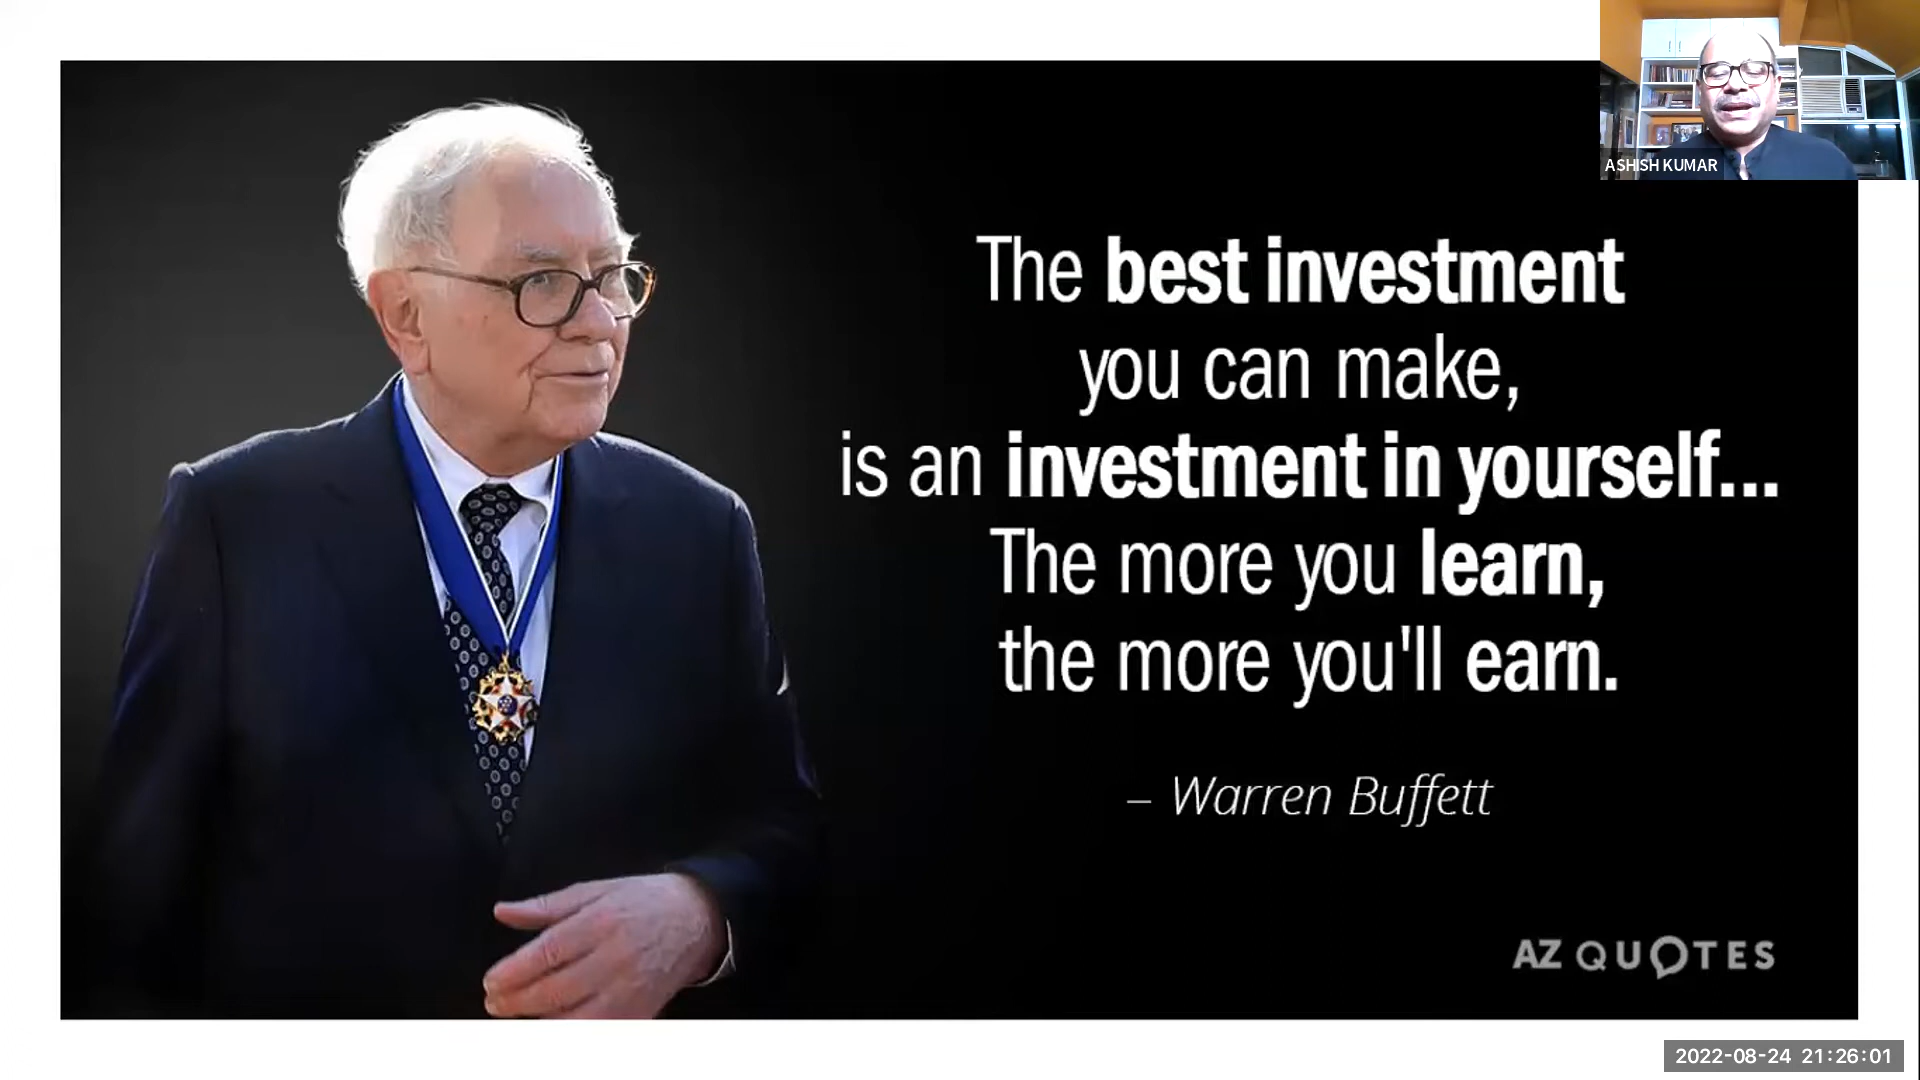 ASHISH KUMAR
The best investment
you can make,
is an investment in yourself...
The more you learn,
the more you'll earn.
– Warren Buffett
AZ QUOTES
2022-08-24 21:26:01